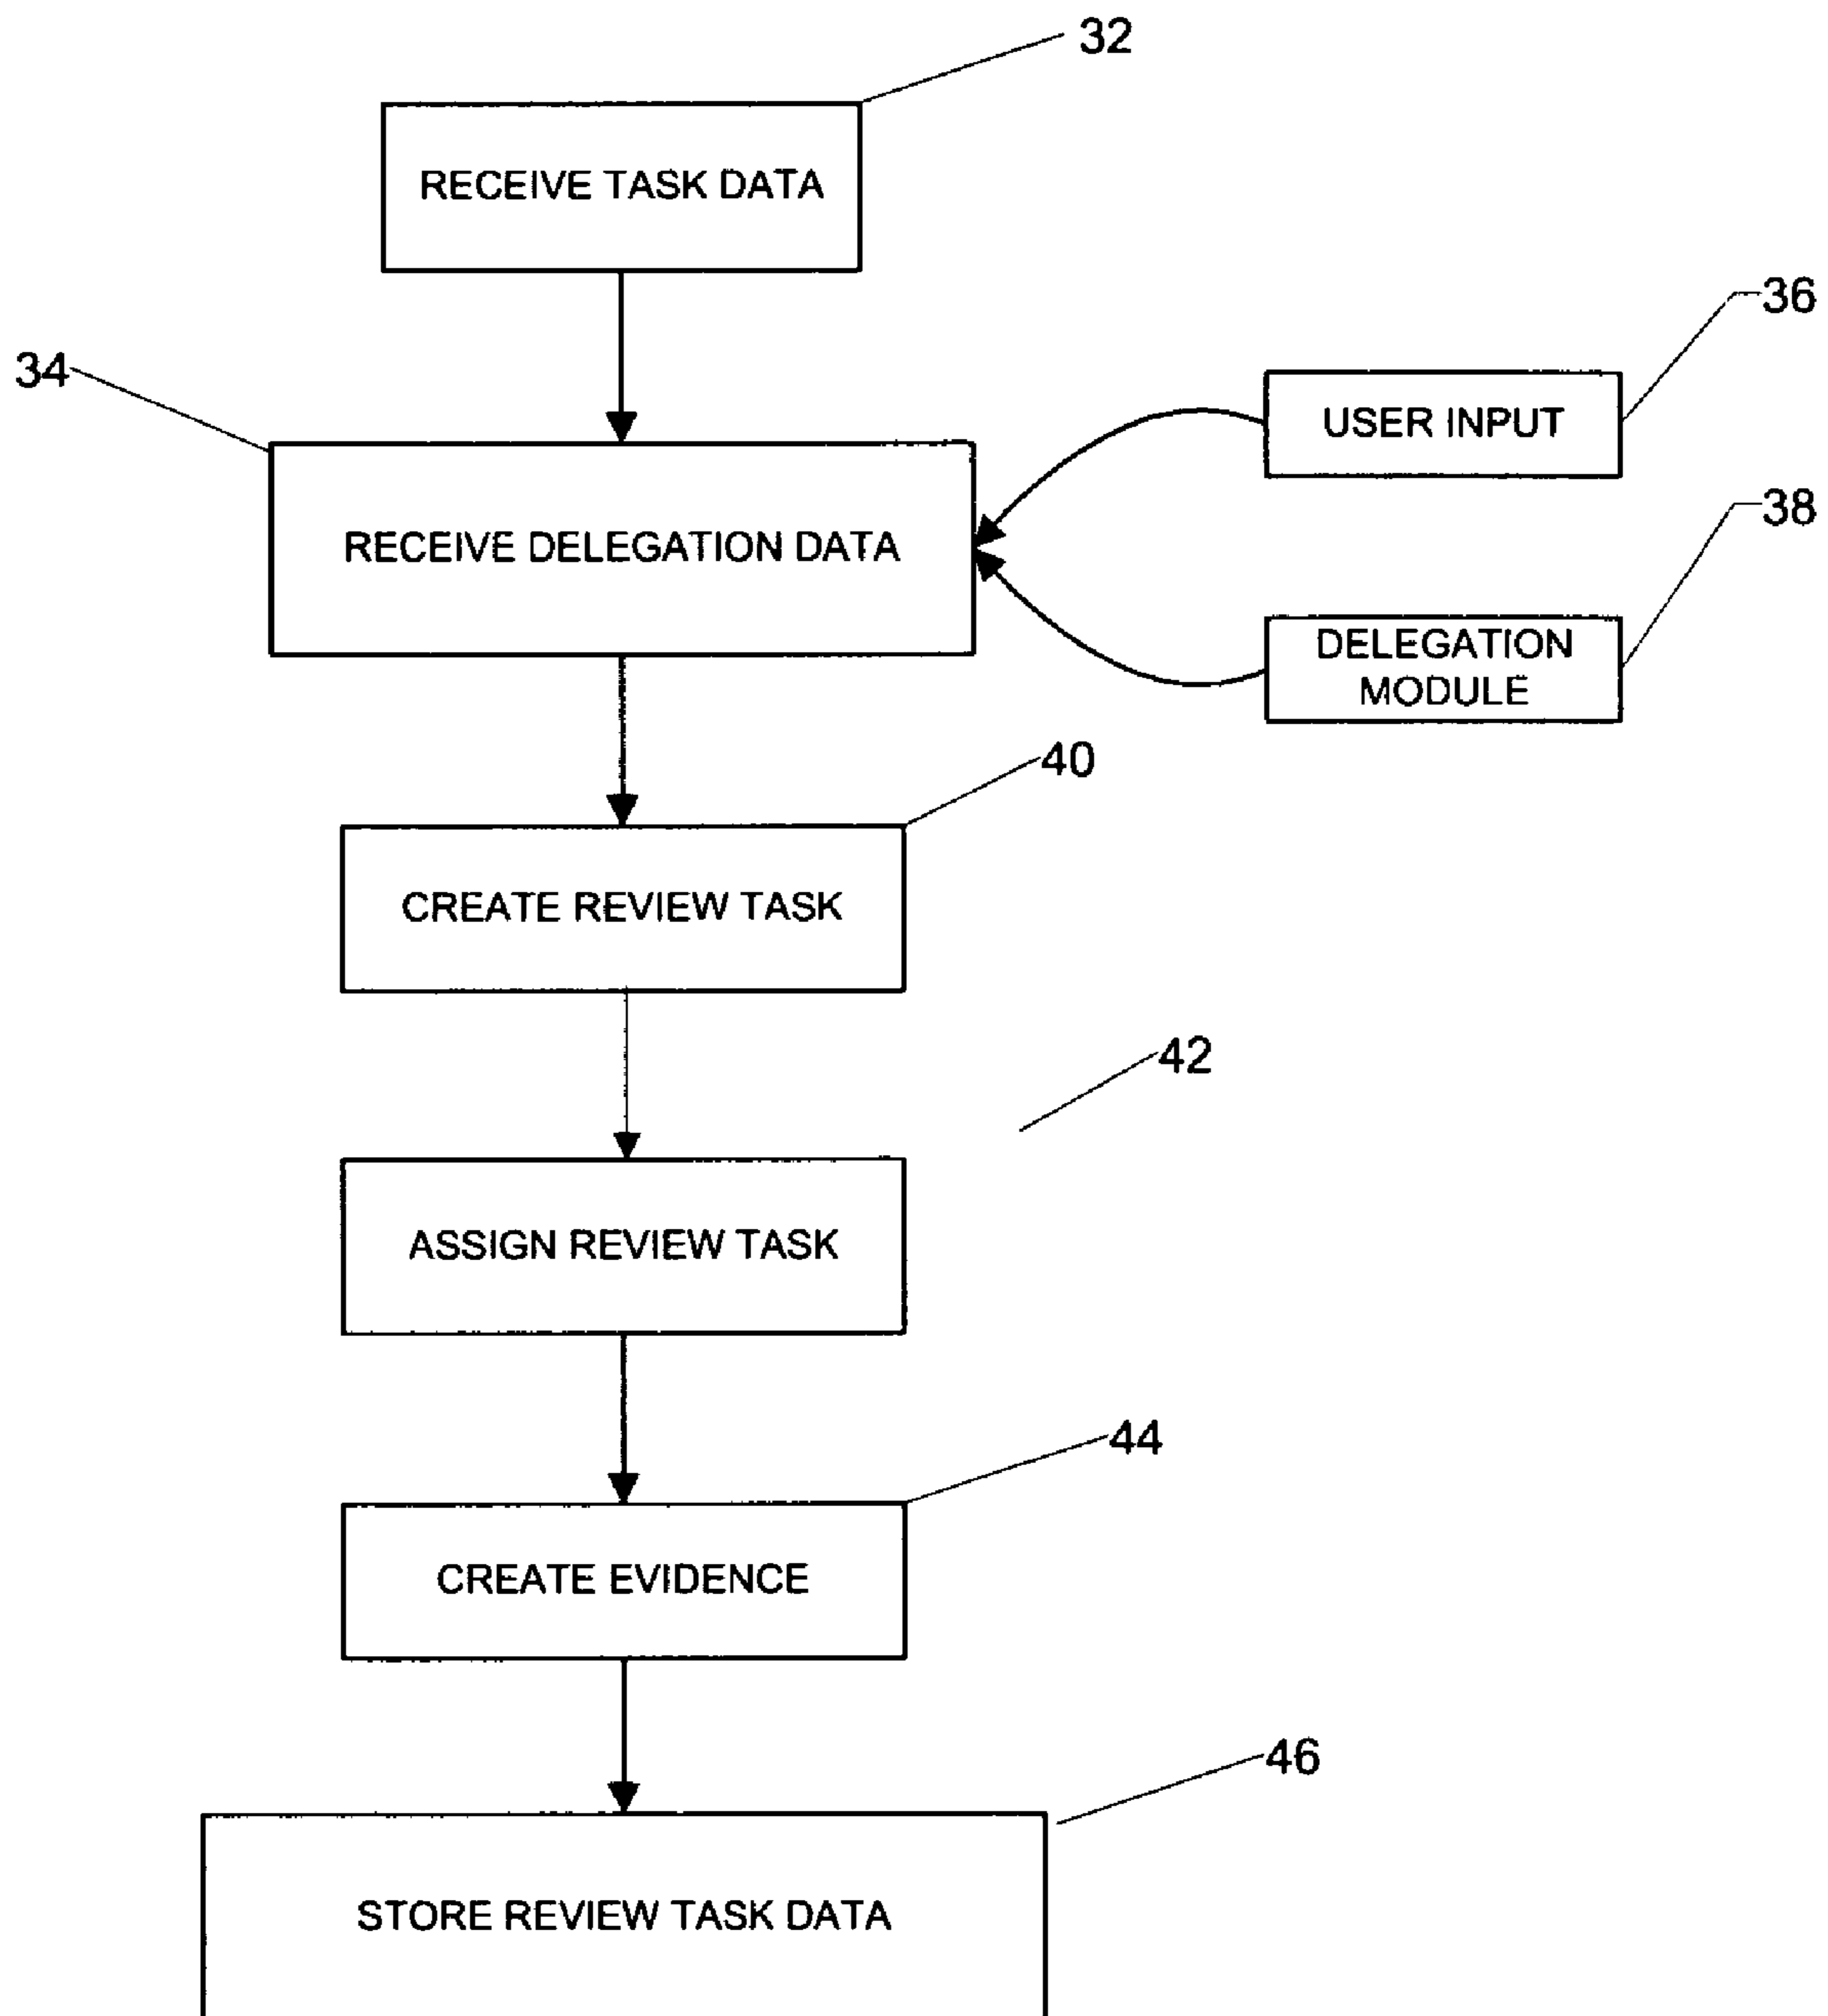 32
RECEIVE TASK DATA
36
34
USER INPUT
38
RECEIVE DELEGATION DATA
DELEGATION
MODULE
40
CREATE REVIEW TASK
42
ASSIGN REVIEW TASK
44
CREATE EVIDENCE
46
STORE REVIEW TASK DATA